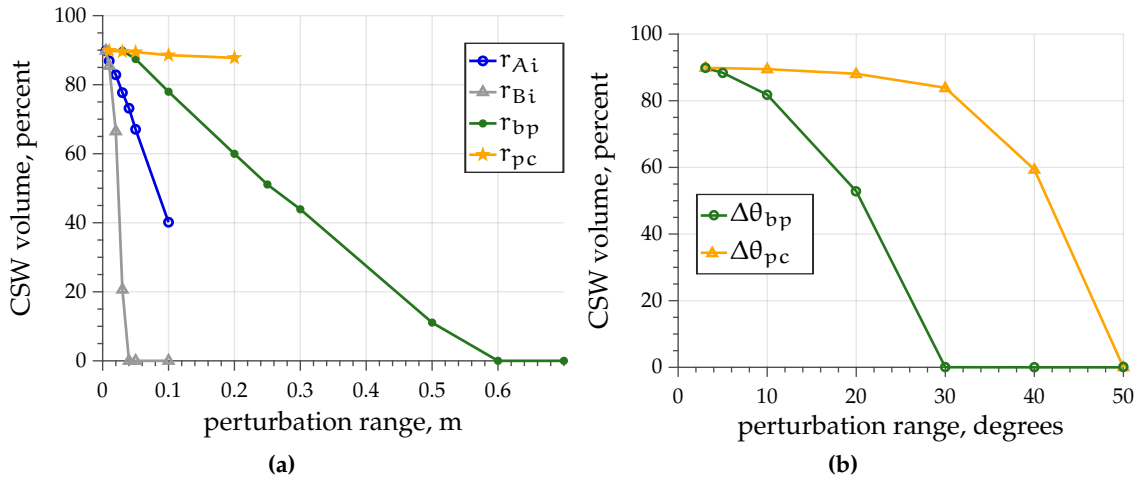 100
80
60
40
20
0
CSW volume, percent
r_Ai
r_Bi
r_bp
r_pc
0 0.1 0.2 0.3 0.4 0.5 0.6
perturbation range, m
(a)
100
80
60
40
20
0
CSW volume, percent
Δθ_bp
Δθ_pc
0 10 20 30 40 50
perturbation range, degrees
(b)